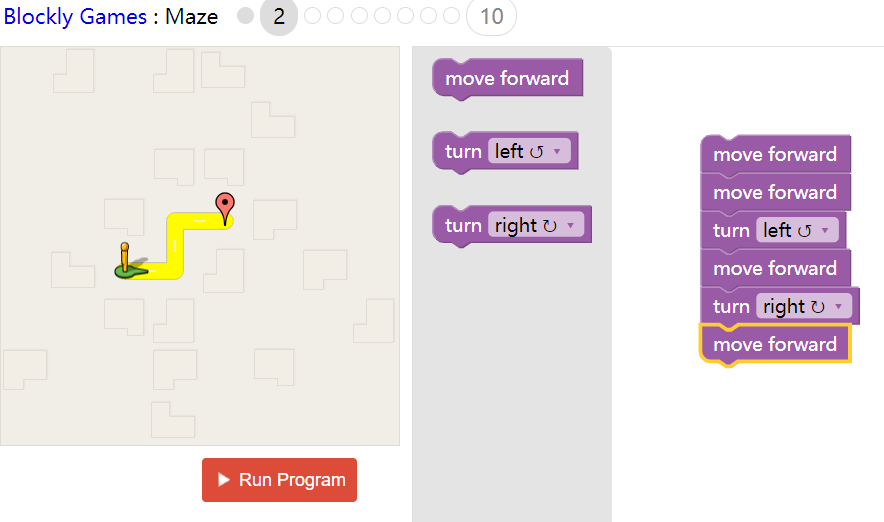 Blockly Games : Maze 2 10
move forward
turn left ↺ ▾
turn right ↻ ▾
move forward
move forward
turn left ↺ ▾
move forward
turn right ↻ ▾
move forward
Run Program